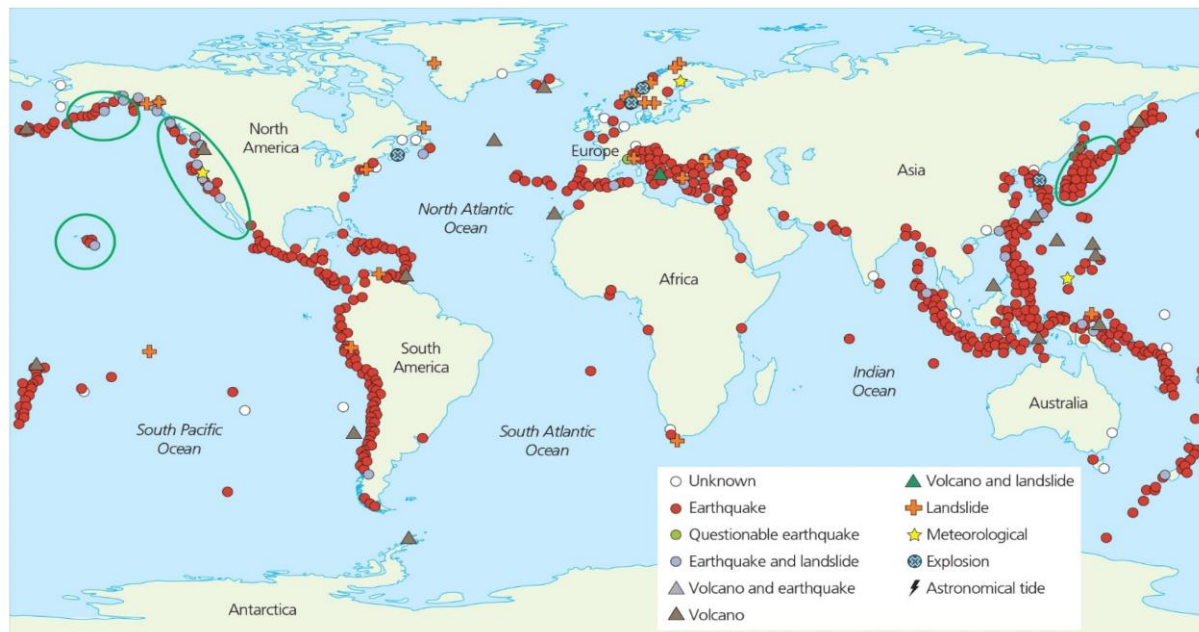 North
America
Europe
Asia
North Atlantic
Ocean
Africa
South
America
Indian
Ocean
Australia
South Pacific
Ocean
South Atlantic
Ocean
Antarctica
Unknown
Earthquake
Questionable earthquake
Earthquake and landslide
Volcano and earthquake
Volcano
Volcano and landslide
Landslide
Meteorological
Explosion
Astronomical tide